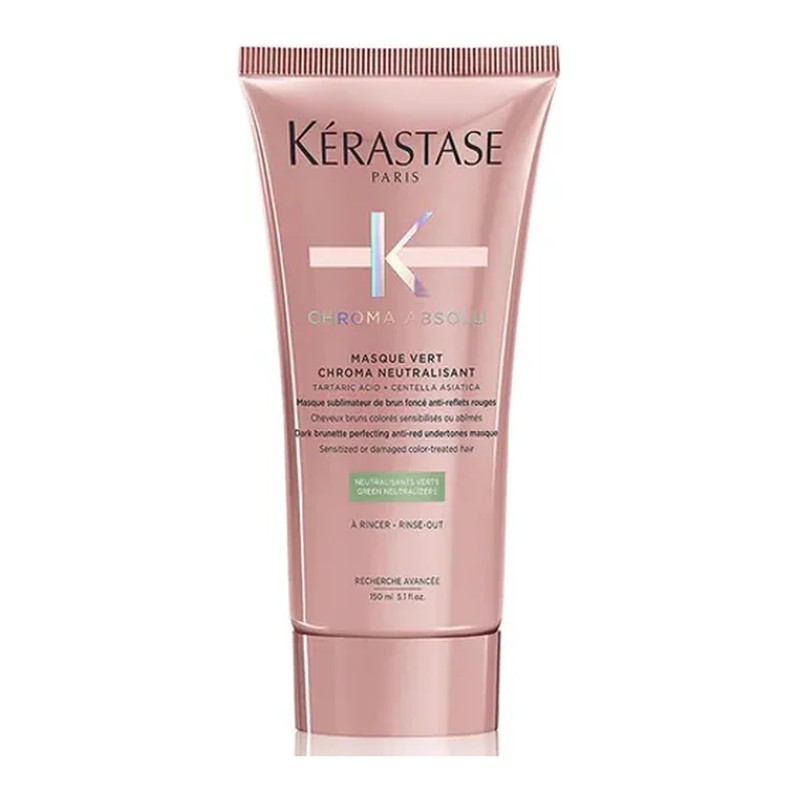 KÉRASTASE
PARIS
K
CHROMA ABSOLU
MASQUE VERT
CHROMA NEUTRALISANT
TARTARIC ACID • CENTELLA ASIATICA
Masque sublimateur de brun foncé anti-reflets rouges
Cheveux bruns colorés sensibilisés ou abîmés
Dark brunette perfecting anti-red undertones masque
Sensitized or damaged color-treated hair
NEUTRALISANTS VERTS
GREEN NEUTRALIZERS
À RINCER - RINSE-OUT
RECHERCHE AVANCÉE
150 ml 5.1 fl.oz.